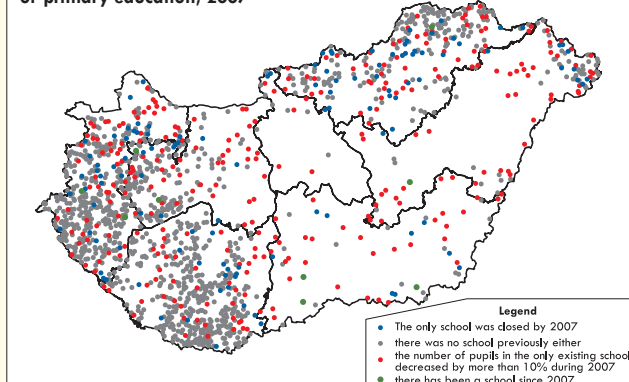 of primary education, 2007
Legend
The only school was closed by 2007
there was no school previously either
the number of pupils in the only existing school
decreased by more than 10% during 2007
there has been a school since 2007